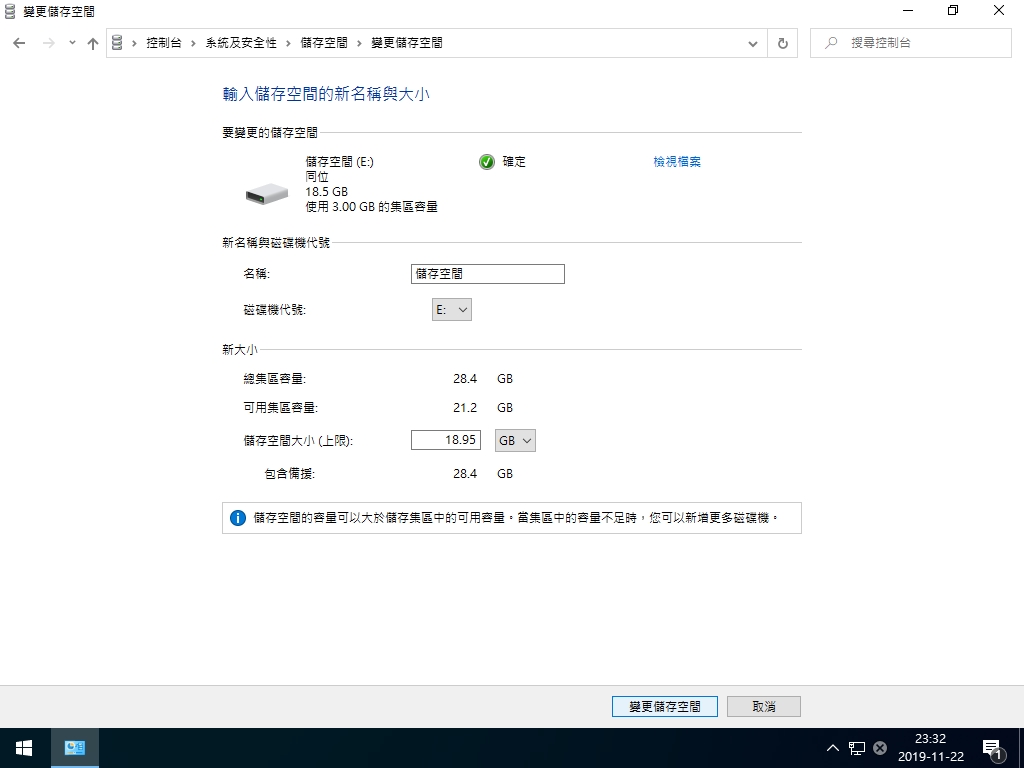 變更儲存空間
控制台 › 系統及安全性 › 儲存空間 › 變更儲存空間
搜尋控制台
輸入儲存空間的新名稱與大小
要變更的儲存空間
儲存空間 (E:) 確定 檢視檔案
同位
18.5 GB
使用 3.00 GB 的集區容量
新名稱與磁碟機代號
名稱: 儲存空間
磁碟機代號: E:
新大小
總集區容量: 28.4 GB
可用集區容量: 21.2 GB
儲存空間大小 (上限): 18.95 GB
包含備援: 28.4 GB
儲存空間的容量可以大於儲存集區中的可用容量。當集區中的容量不足時，您可以新增更多磁碟機。
變更儲存空間 取消
23:32
2019-11-22
1